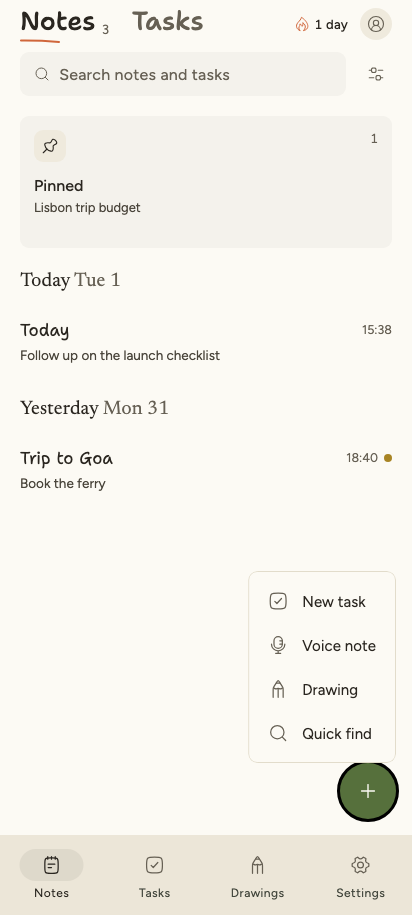 Notes 3 Tasks 1 day
Search notes and tasks
1
Pinned
Lisbon trip budget
Today Tue 1
Today 15:38
Follow up on the launch checklist
Yesterday Mon 31
Trip to Goa 18:40
Book the ferry
New task
Voice note
Drawing
Quick find
Notes Tasks Drawings Settings